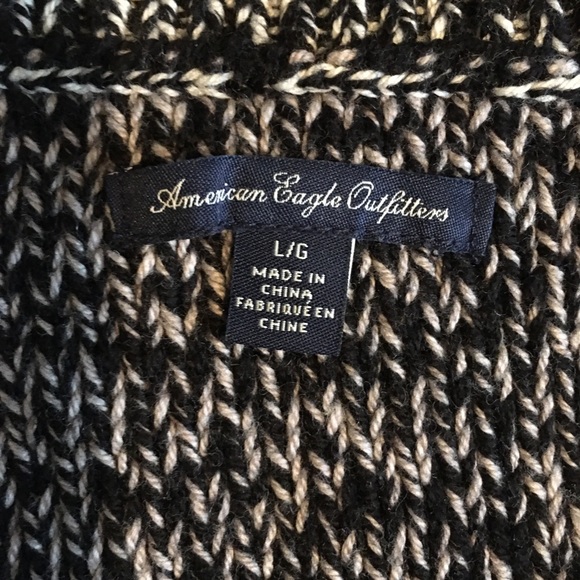 American Eagle Outfitters
L/G
MADE IN
CHINA
FABRIQUÉ EN
CHINE